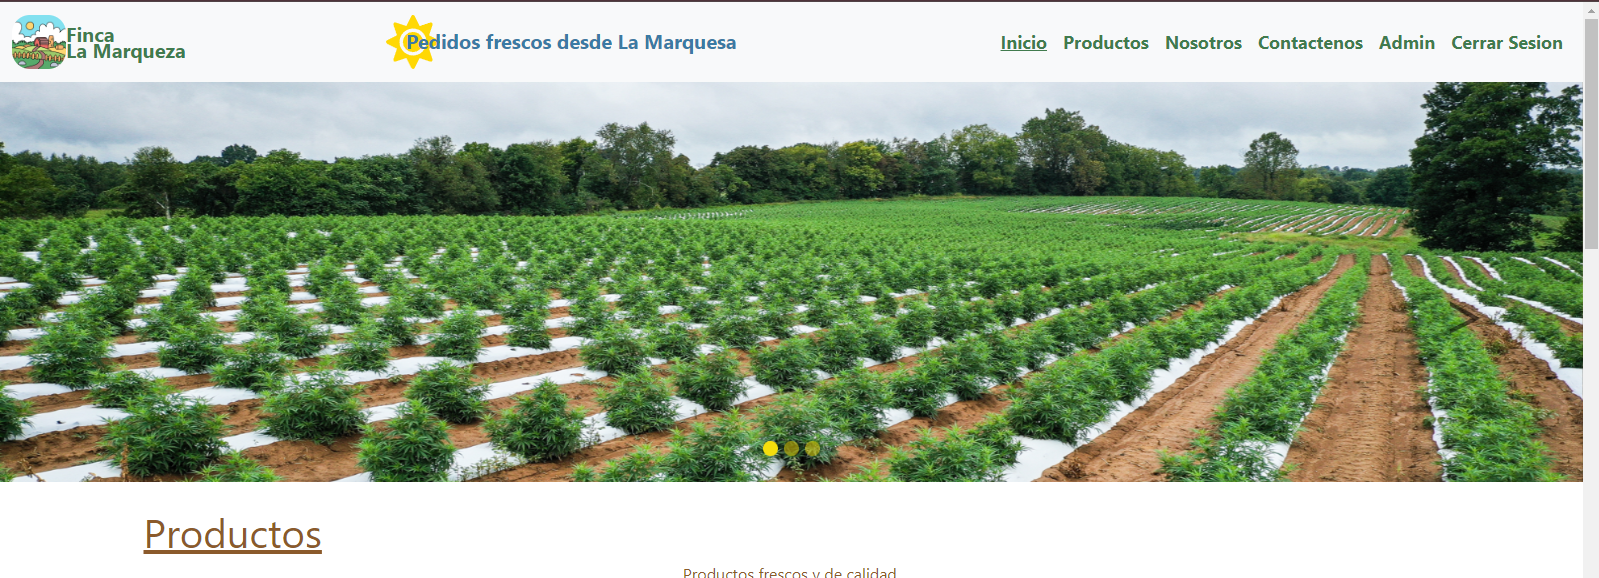 Finca
La Marqueza
Pedidos frescos desde La Marquesa
Inicio Productos Nosotros Contactenos Admin Cerrar Sesion
Productos
Productos frescos y de calidad